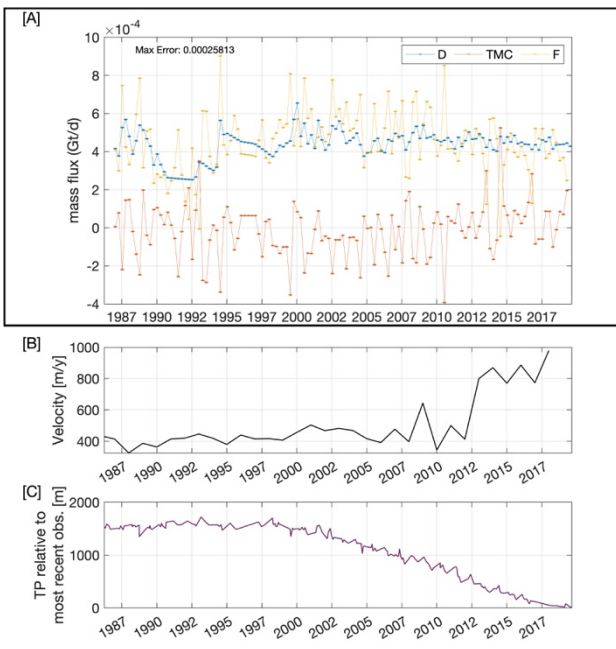 [A]
×10⁻⁴
Max Error: 0.00025813
D TMC F
10
8
6
4
2
0
-2
-4
mass flux (Gt/d)
1987 1990 1992 1995 1997 2000 2002 2005 2007 2010 2012 2015 2017
[B]
1000
800
600
400
Velocity [m/y]
1987 1990 1992 1995 1997 2000 2002 2005 2007 2010 2012 2015 2017
[C]
2000
1000
0
TP relative to
most recent obs. [m]
1987 1990 1992 1995 1997 2000 2002 2005 2007 2010 2012 2015 2017